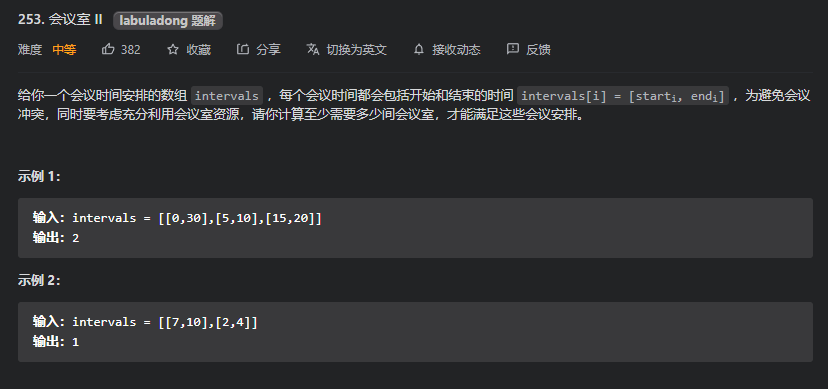 253. 会议室 II labuladong 题解
难度 中等 382 收藏 分享 切换为英文 接收动态 反馈
给你一个会议时间安排的数组 intervals ，每个会议时间都会包括开始和结束的时间 intervals[i] = [starti, endi] ，为避免会议
冲突，同时要考虑充分利用会议室资源，请你计算至少需要多少间会议室，才能满足这些会议安排。
示例 1：
输入：intervals = [[0,30],[5,10],[15,20]]
输出：2
示例 2：
输入：intervals = [[7,10],[2,4]]
输出：1